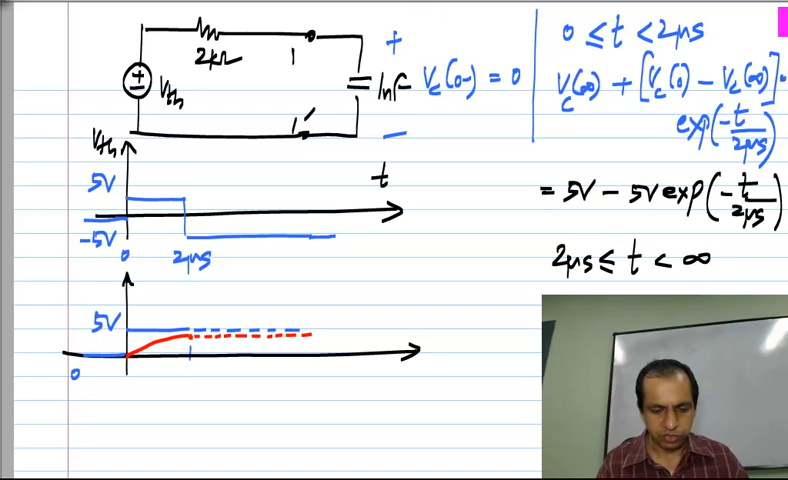 2kΩ
1
+
Vth
1nF
Vc(0-) = 0
1'
−
Vth
5V
t
-5V
0
2μs
5V
0
0 ≤ t < 2μs
Vc(∞) + [Vc(0) - Vc(∞)].
exp(-t/2μs)
= 5V - 5V exp(-t/2μs)
2μs ≤ t < ∞